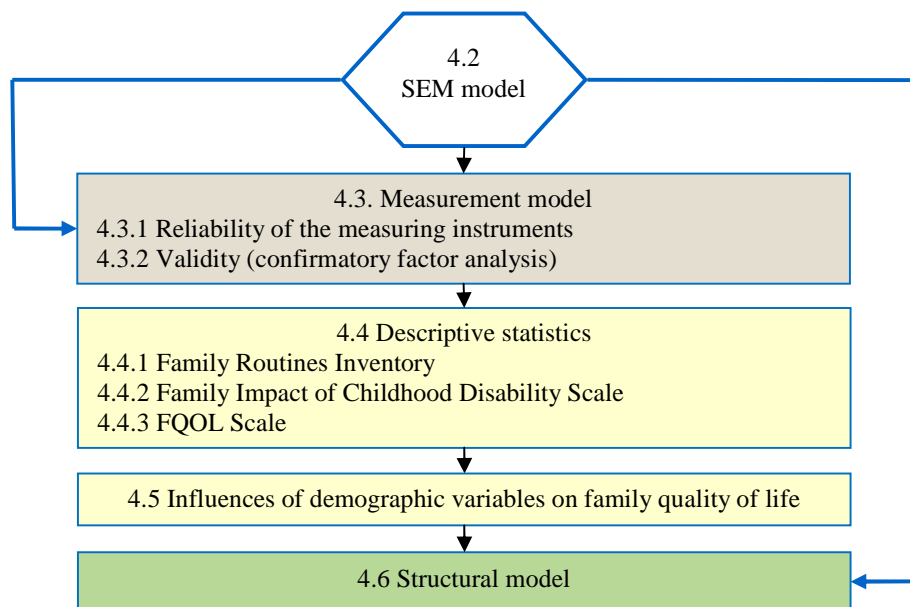 4.2
SEM model
4.3. Measurement model
4.3.1 Reliability of the measuring instruments
4.3.2 Validity (confirmatory factor analysis)
4.4 Descriptive statistics
4.4.1 Family Routines Inventory
4.4.2 Family Impact of Childhood Disability Scale
4.4.3 FQOL Scale
4.5 Influences of demographic variables on family quality of life
4.6 Structural model